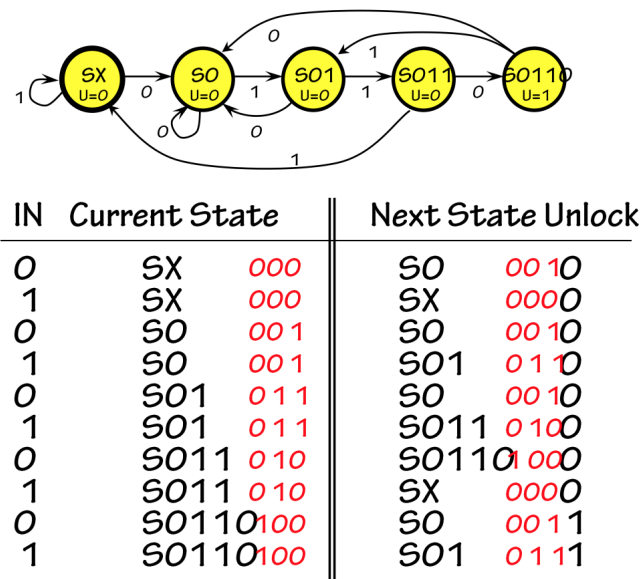 0
1
SX
U=0
0
S0
U=0
0
1
S01
U=0
0
1
S011
U=0
1
0
S0110
U=1
1
IN Current State Next State Unlock
0 SX 000 S0 001 0
1 SX 000 SX 000 0
0 S0 001 S0 001 0
1 S0 001 S01 011 0
0 S01 011 S0 001 0
1 S01 011 S011 010 0
0 S011 010 S0110 100 0
1 S011 010 SX 000 0
0 S0110 100 S0 001 1
1 S0110 100 S01 011 1